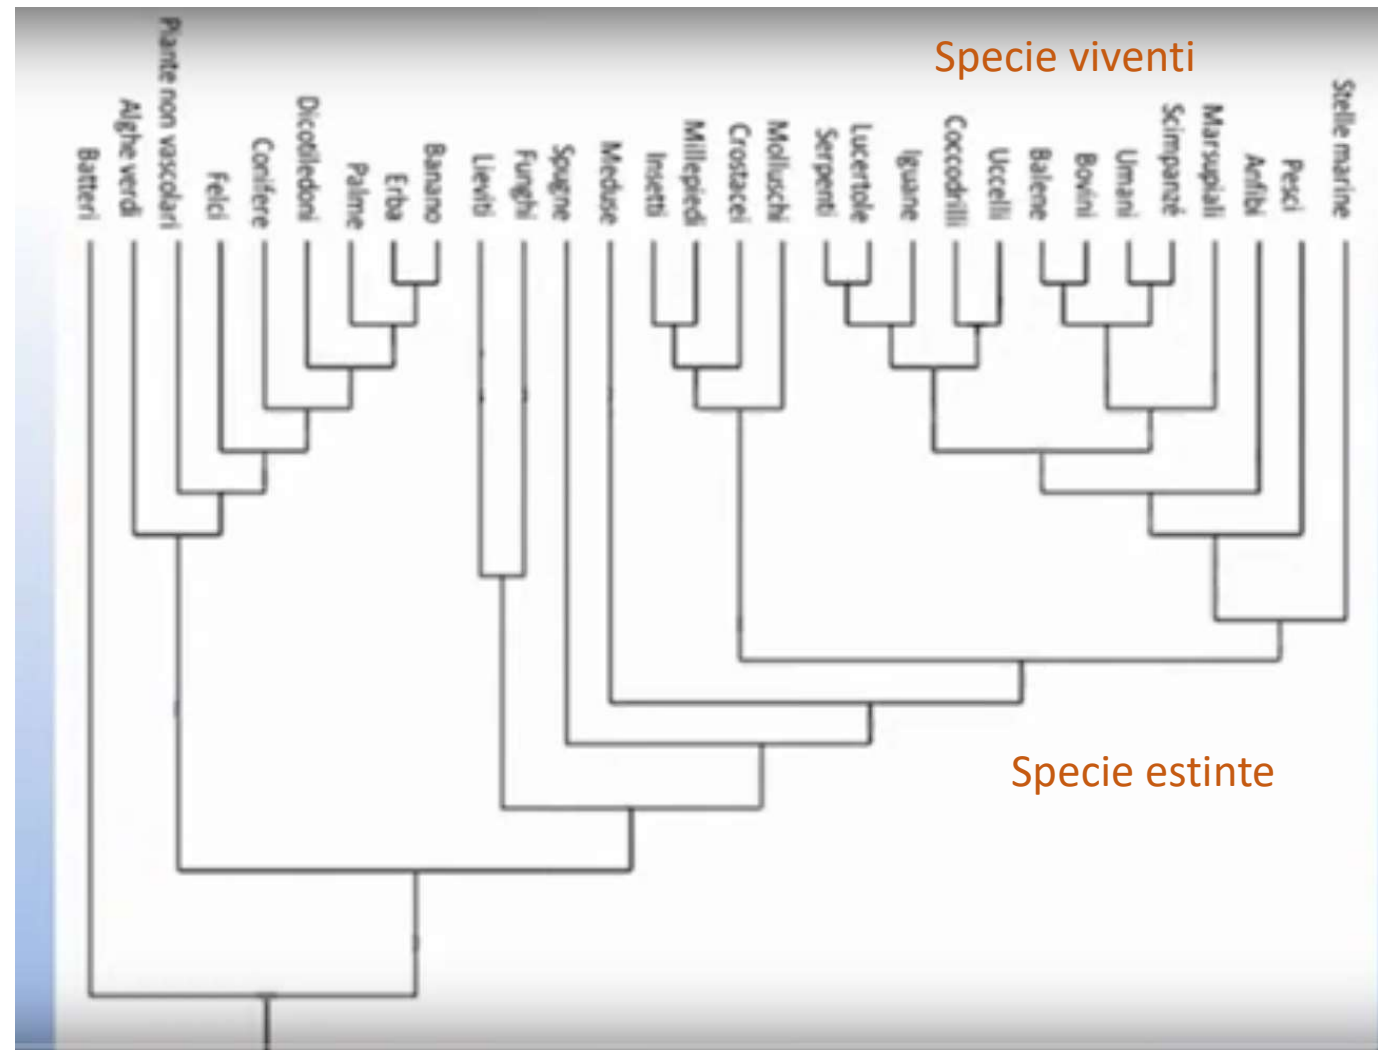 Specie viventi
Batteri
Alghe verdi
Piante non vascolari
Felci
Conifere
Dicotiledoni
Palme
Erba
Banano
Lieviti
Funghi
Spugne
Meduse
Insetti
Millepiedi
Crostacei
Molluschi
Serpenti
Lucertole
Iguane
Coccodrilli
Uccelli
Balene
Bovini
Umani
Scimpanzé
Marsupiali
Anfibi
Pesci
Stelle marine
Specie estinte